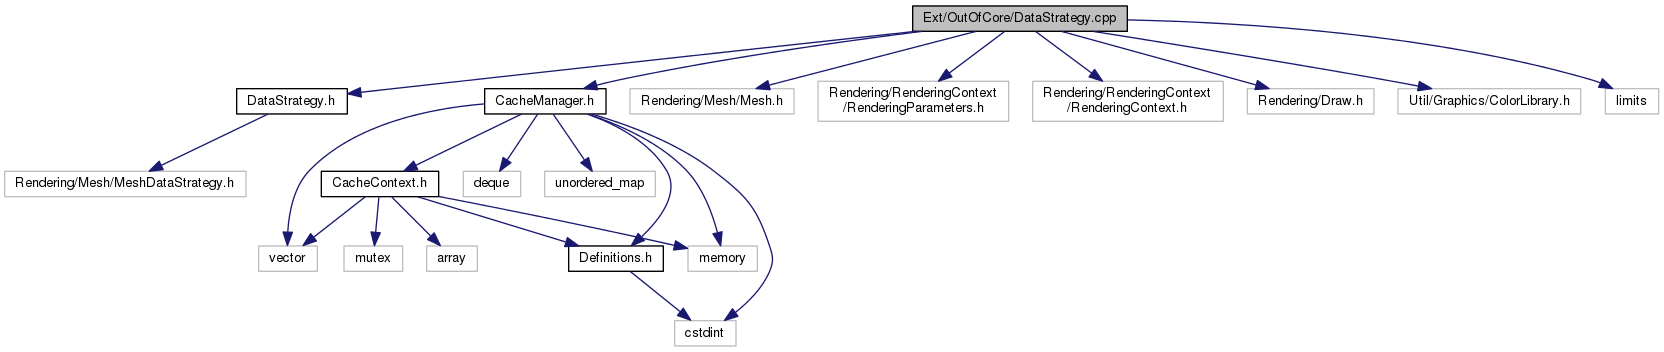 Ext/OutOfCore/DataStrategy.cpp
DataStrategy.h
CacheManager.h
Rendering/Mesh/Mesh.h
Rendering/RenderingContext
/RenderingParameters.h
Rendering/RenderingContext
/RenderingContext.h
Rendering/Draw.h
Util/Graphics/ColorLibrary.h
limits
Rendering/Mesh/MeshDataStrategy.h
CacheContext.h
deque
unordered_map
vector
mutex
array
Definitions.h
memory
cstdint